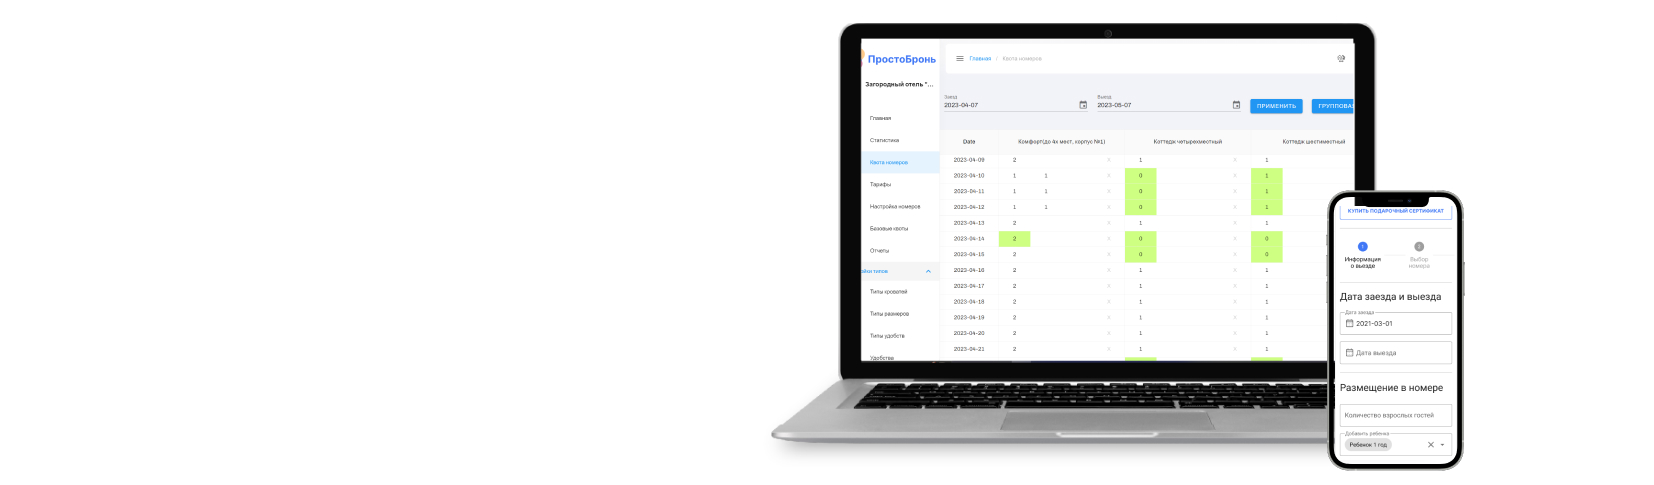 ПростоБронь
Загородный отель "...
Главная
Статистика
Квота номеров
Тарифы
Настройка номеров
Базовые квоты
Отчеты
типов
Типы кроватей
Типы размеров
Типы удобств
Удобства
Главная / Квота номеров
Заезд
2023-04-07
Выезд
2023-08-07
ПРИМЕНИТЬ
ГРУППОВА
Date Комфорт(до 4х мест, корпус №1) Коттедж четырехместный Коттедж шестиместный
2023-04-09 2 X 1 X 1
2023-04-10 1 1 X 0 X 1
2023-04-11 1 1 X 0 X 1
2023-04-12 1 1 X 0 X 1
2023-04-13 2 X 1 X 1
2023-04-14 2 X 0 X 0
2023-04-15 2 X 0 X 0
2023-04-16 2 X 1 X 1
2023-04-17 2 X 1 X 1
2023-04-18 2 X 1 X 1
2023-04-19 2 X 1 X 1
2023-04-20 2 X 1 X 1
2023-04-21 2 X 1 X 1
КУПИТЬ ПОДАРОЧНЫЙ СЕРТИФИКАТ
1 2
Информация о выезде
Выбор номера
Дата заезда и выезда
Дата заезда
2021-03-01
Дата выезда
Размещение в номере
Количество взрослых гостей
Добавить ребенка
Ребенок 1 год